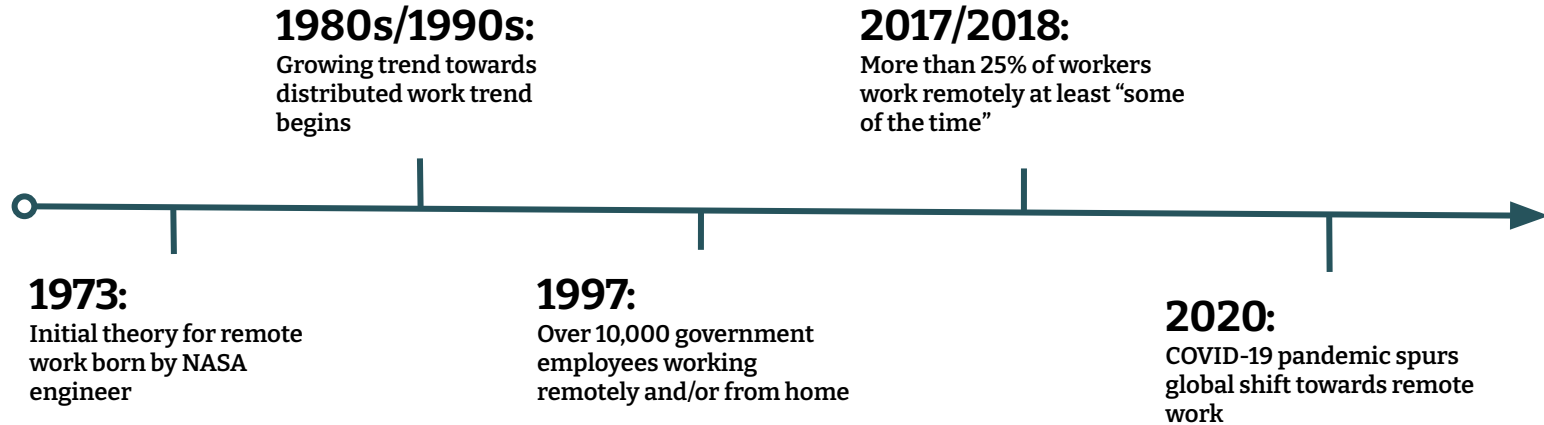 1980s/1990s:
Growing trend towards
distributed work trend
begins
2017/2018:
More than 25% of workers
work remotely at least “some
of the time”
1973:
Initial theory for remote
work born by NASA
engineer
1997:
Over 10,000 government
employees working
remotely and/or from home
2020:
COVID-19 pandemic spurs
global shift towards remote
work